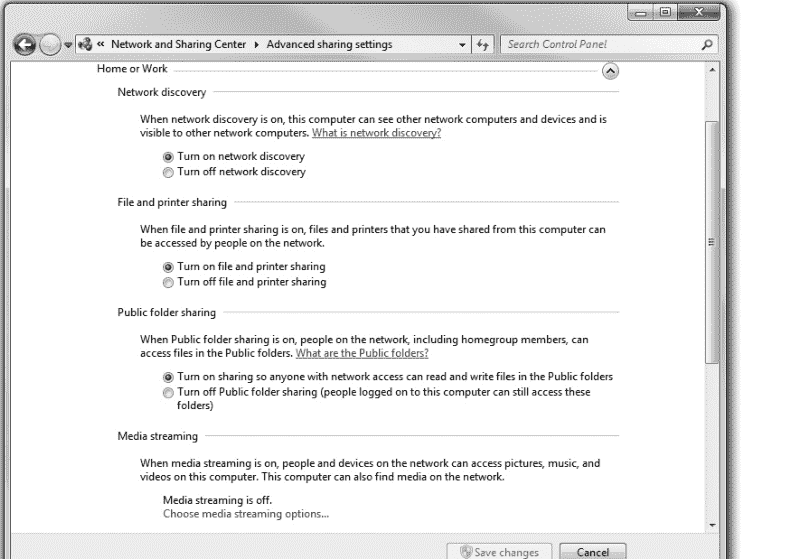 « Network and Sharing Center ▸ Advanced sharing settings
Search Control Panel
Home or Work
Network discovery
When network discovery is on, this computer can see other network computers and devices and is
visible to other network computers. What is network discovery?
Turn on network discovery
Turn off network discovery
File and printer sharing
When file and printer sharing is on, files and printers that you have shared from this computer can
be accessed by people on the network.
Turn on file and printer sharing
Turn off file and printer sharing
Public folder sharing
When Public folder sharing is on, people on the network, including homegroup members, can
access files in the Public folders. What are the Public folders?
Turn on sharing so anyone with network access can read and write files in the Public folders
Turn off Public folder sharing (people logged on to this computer can still access these
folders)
Media streaming
When media streaming is on, people and devices on the network can access pictures, music, and
videos on this computer. This computer can also find media on the network.
Media streaming is off.
Choose media streaming options...
Save changes
Cancel